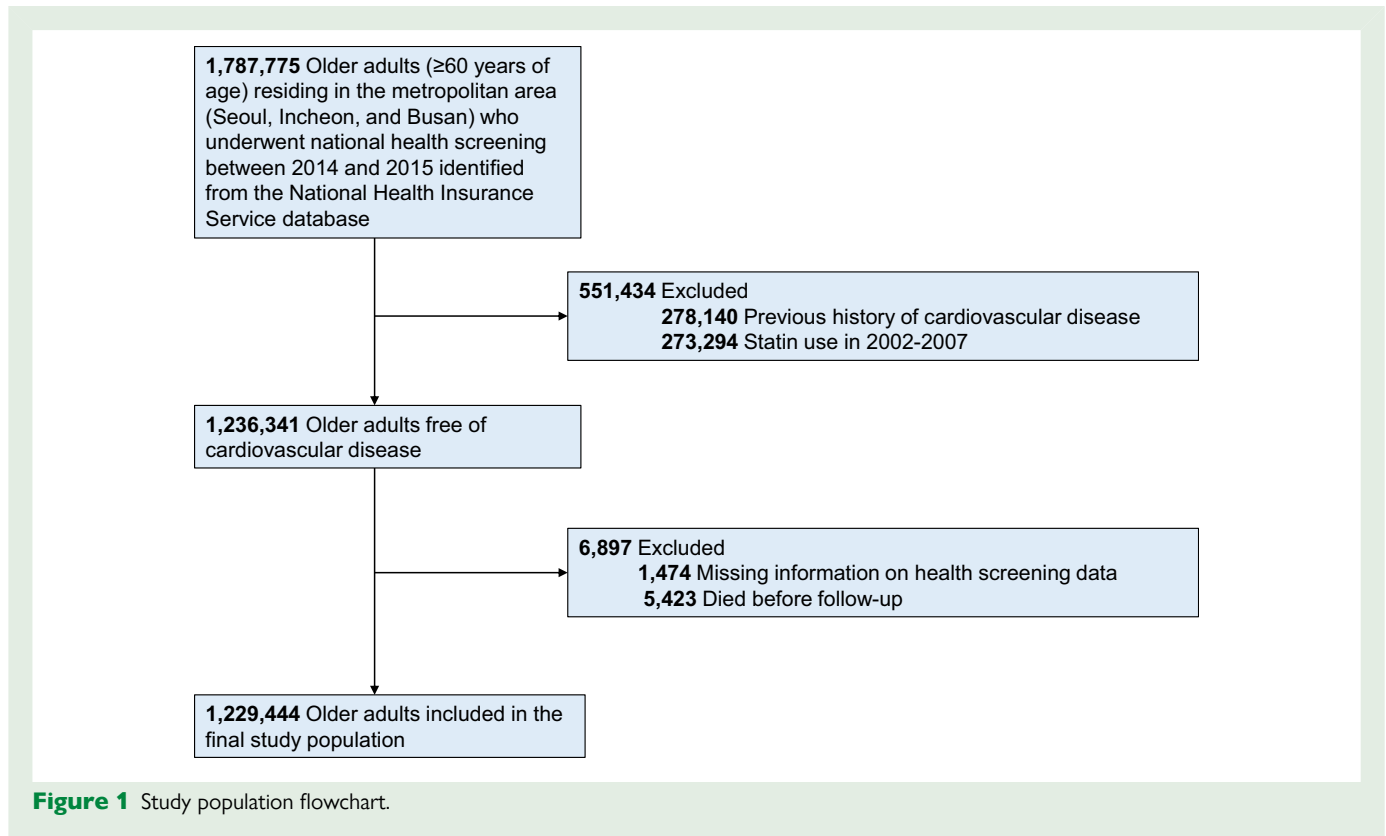 1,787,775 Older adults (≥60 years of
age) residing in the metropolitan area
(Seoul, Incheon, and Busan) who
underwent national health screening
between 2014 and 2015 identified
from the National Health Insurance
Service database
551,434 Excluded
278,140 Previous history of cardiovascular disease
273,294 Statin use in 2002-2007
1,236,341 Older adults free of
cardiovascular disease
6,897 Excluded
1,474 Missing information on health screening data
5,423 Died before follow-up
1,229,444 Older adults included in the
final study population
Figure 1 Study population flowchart.